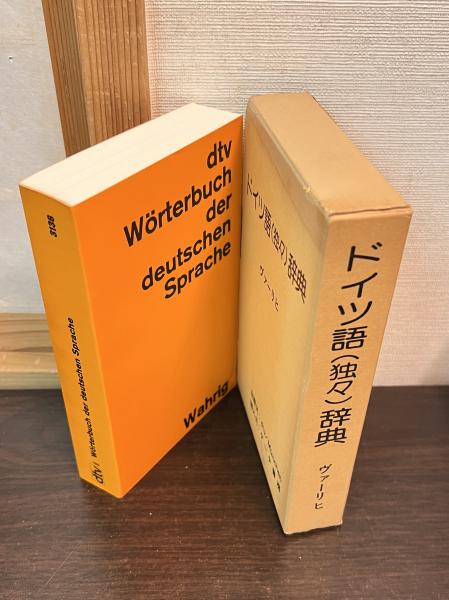 dtv
Wörterbuch
der
deutschen
Sprache
Wahrig
3136
dtv
Wörterbuch der deutschen Sprache
ドイツ語(独々)辞典
ヴァーリヒ
ドイツ語(独々)辞典
ヴァーリヒ